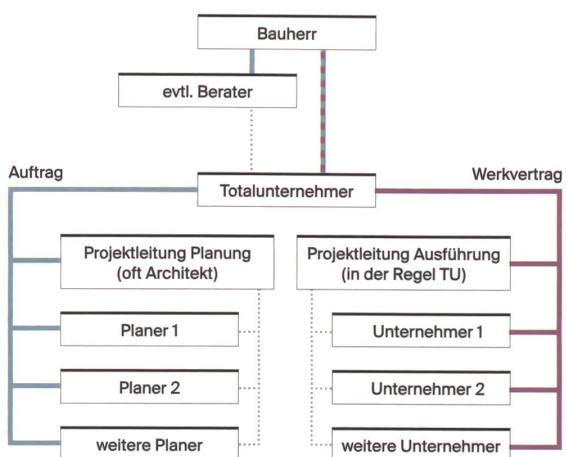 Bauherr
evtl. Berater
Auftrag
Werkvertrag
Totalunternehmer
Projektleitung Planung
(oft Architekt)
Projektleitung Ausführung
(in der Regel TU)
Planer 1
Unternehmer 1
Planer 2
Unternehmer 2
weitere Planer
weitere Unternehmer